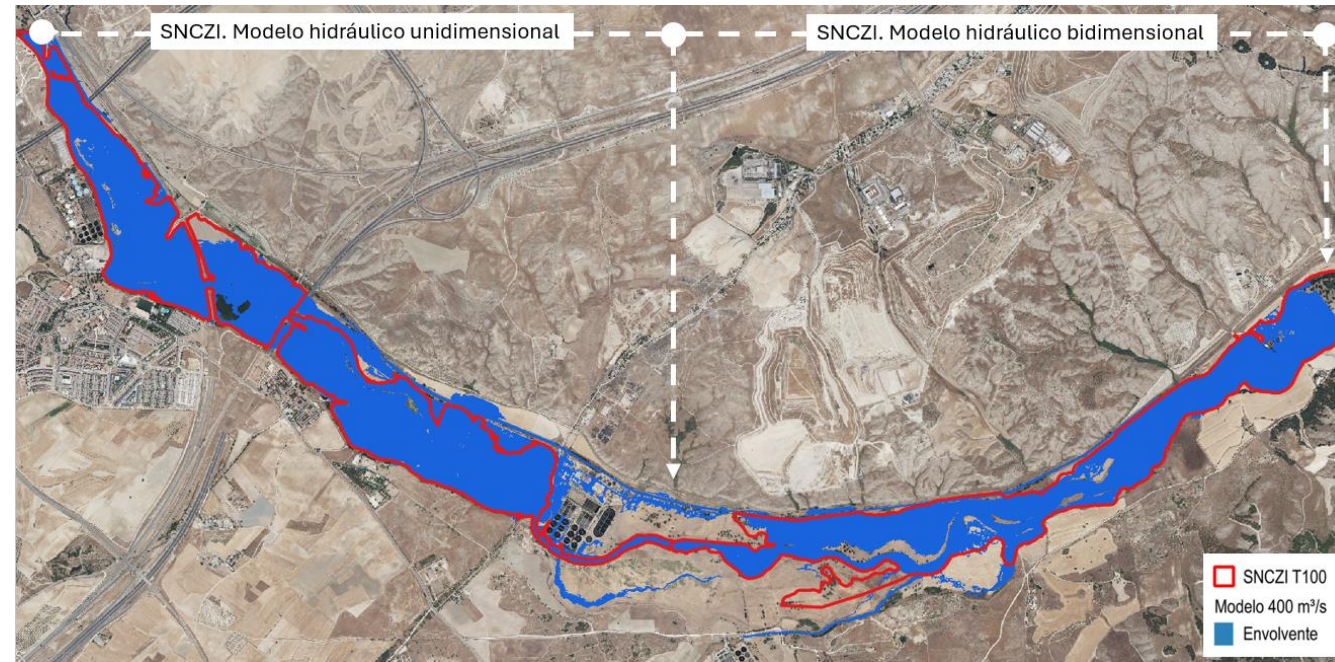 SNCZI. Modelo hidráulico unidimensional
SNCZI. Modelo hidráulico bidimensional
SNCZI T100
Modelo 400 m³/s
Envolvente